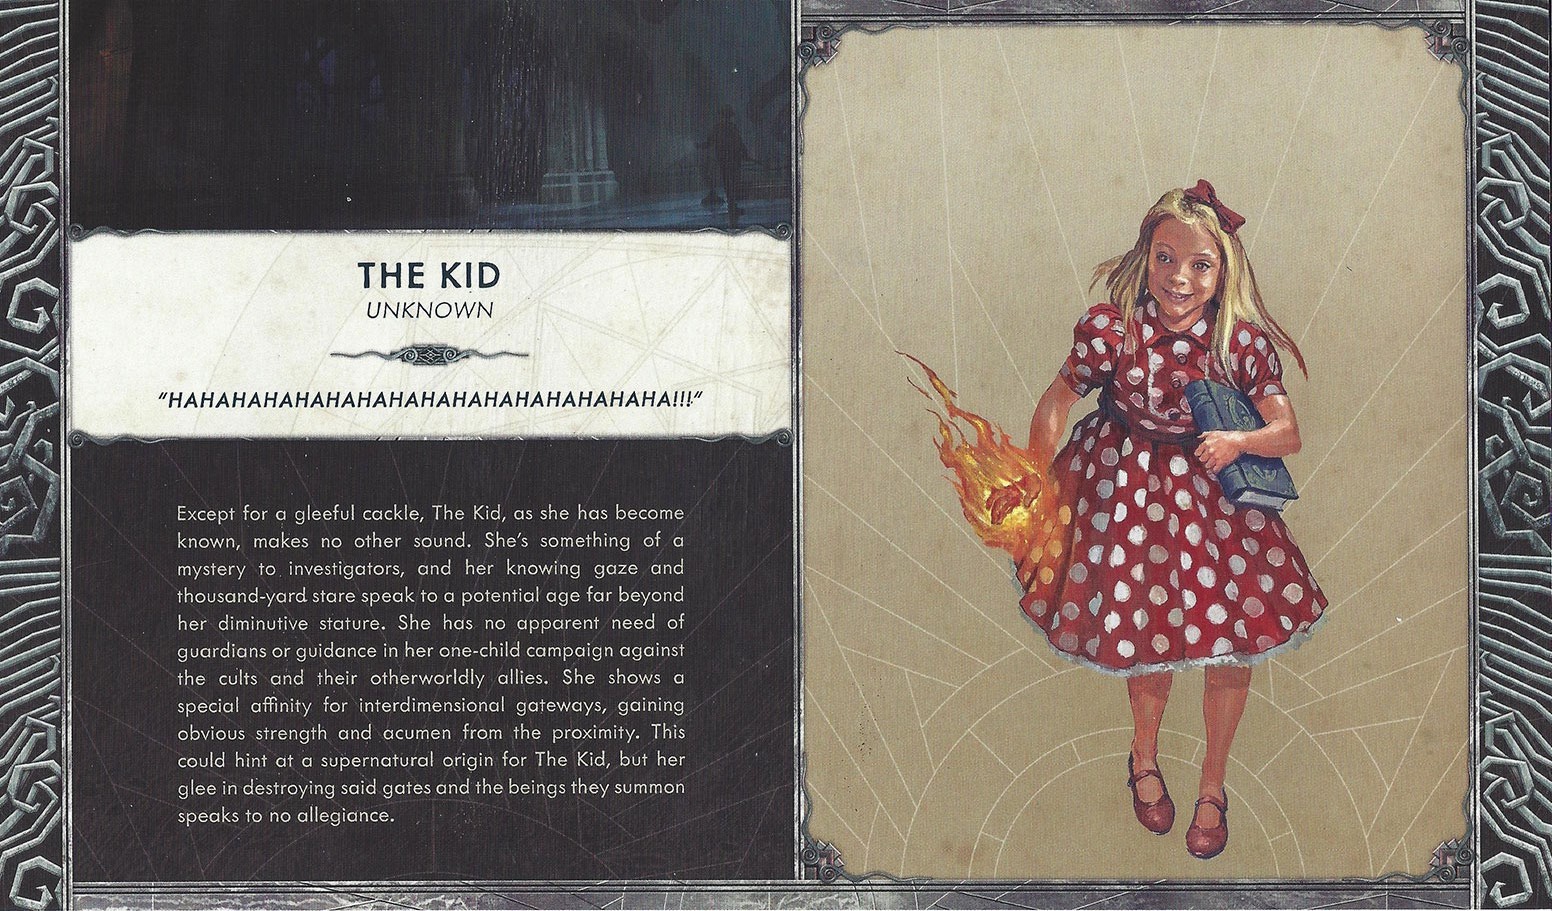 THE KID
UNKNOWN
"HAHAHAHAHAHAHAHAHAHAHAHAHAHAHAHAHA!!!"
Except for a gleeful cackle, The Kid, as she has become
known, makes no other sound. She's something of a
mystery to investigators, and her knowing gaze and
thousand-yard stare speak to a potential age far beyond
her diminutive stature. She has no apparent need of
guardians or guidance in her one-child campaign against
the cults and their otherworldly allies. She shows a
special affinity for interdimensional gateways, gaining
obvious strength and acumen from the proximity. This
could hint at a supernatural origin for The Kid, but her
glee in destroying said gates and the beings they summon
speaks to no allegiance.